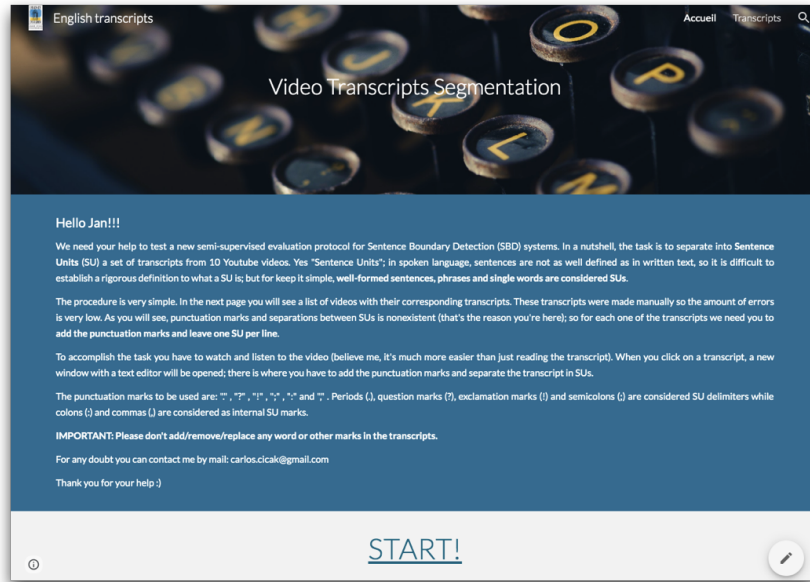 English transcripts
Accueil
Transcripts
Video Transcripts Segmentation
Hello Jan!!!
We need your help to test a new semi-supervised evaluation protocol for Sentence Boundary Detection (SBD) systems. In a nutshell, the task is to separate into Sentence
Units (SU) a set of transcripts from 10 Youtube videos. Yes "Sentence Units"; in spoken language, sentences are not as well defined as in written text, so it is difficult to
establish a rigorous definition to what a SU is; but for keep it simple, well-formed sentences, phrases and single words are considered SUs.
The procedure is very simple. In the next page you will see a list of videos with their corresponding transcripts. These transcripts were made manually so the amount of errors
is very low. As you will see, punctuation marks and separations between SUs is nonexistent (that's the reason you're here); so for each one of the transcripts we need you to
add the punctuation marks and leave one SU per line.
To accomplish the task you have to watch and listen to the video (believe me, it's much more easier than just reading the transcript). When you click on a transcript, a new
window with a text editor will be opened; there is where you have to add the punctuation marks and separate the transcript in SUs.
The punctuation marks to be used are: "." , "?" , "!" , ";" , ":" and "," . Periods (.), question marks (?), exclamation marks (!) and semicolons (;) are considered SU delimiters while
colons (:) and commas (,) are considered as internal SU marks.
IMPORTANT: Please don't add/remove/replace any word or other marks in the transcripts.
For any doubt you can contact me by mail: carlos.cicak@gmail.com
Thank you for your help :)
START!